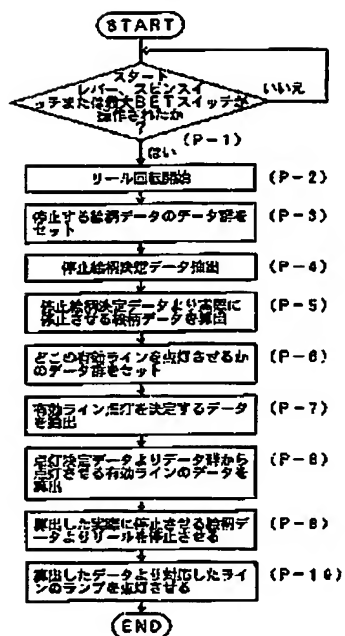 START
スタート
レバー、スピンスイ
ッチまたは最大BETスイッチが
操作されたか
?
いいえ
(P-1)
はい
リール回転開始
(P-2)
停止する絵柄データのデータ群を
セット
(P-3)
停止絵柄決定データ抽出
(P-4)
停止絵柄決定データより実際に
停止させる絵柄データを算出
(P-5)
どこの有効ラインを点灯させるか
のデータ群をセット
(P-6)
有効ライン点灯を決定するデータ
を抽出
(P-7)
点灯決定データよりデータ群から
点灯させる有効ラインのデータを
算出
(P-8)
算出した実際に停止させる絵柄デ
ータよりリールを停止させる
(P-9)
算出したデータより対応したライ
ンのランプを点灯させる
(P-10)
END